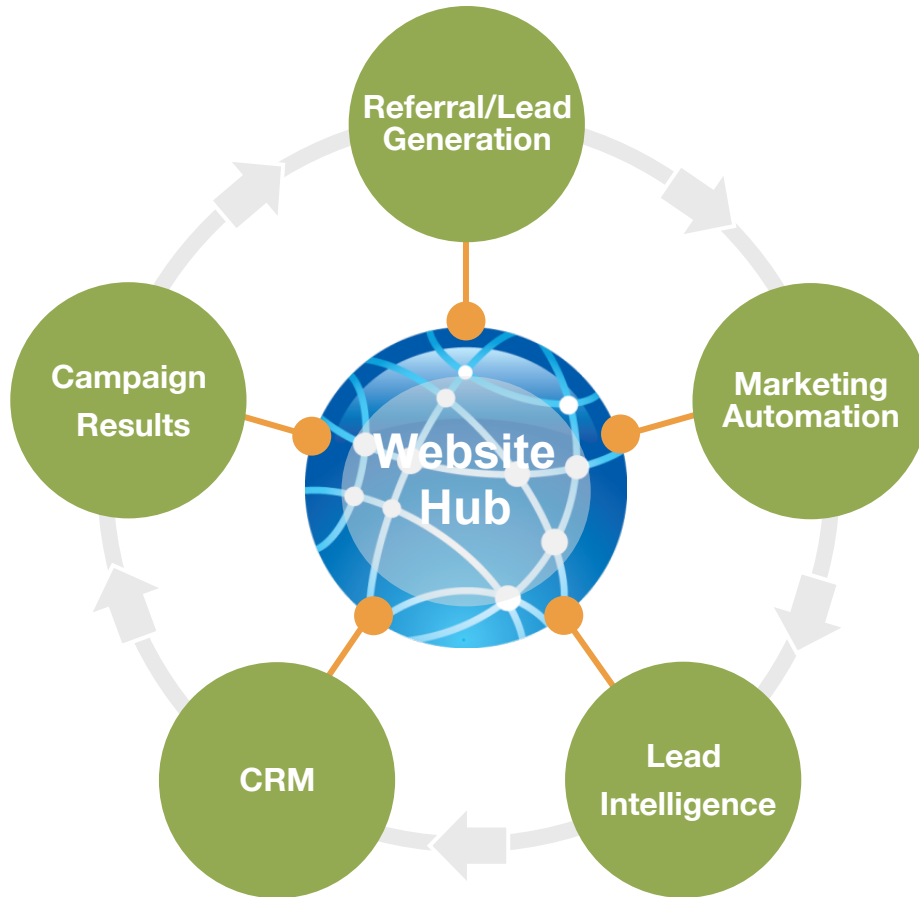 Referral/Lead
Generation
Marketing
Automation
Lead
Intelligence
CRM
Campaign
Results
Website
Hub